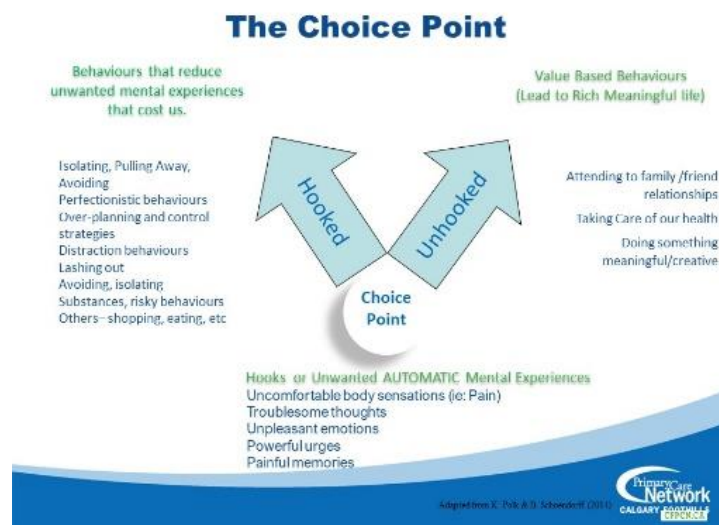 The Choice Point
Behaviours that reduce
unwanted mental experiences
that cost us.
Value Based Behaviours
(Lead to Rich Meaningful life)
Isolating, Pulling Away,
Avoiding
Perfectionistic behaviours
Over-planning and control
strategies
Distraction behaviours
Lashing out
Avoiding, isolating
Substances, risky behaviours
Others– shopping, eating, etc
Hooked
Unhooked
Attending to family /friend
relationships
Taking Care of our health
Doing something
meaningful/creative
Choice
Point
Hooks or Unwanted AUTOMATIC Mental Experiences
Uncomfortable body sensations (ie: Pain)
Troublesome thoughts
Unpleasant emotions
Powerful urges
Painful memories
Adapted from K. Polk & B. Schoendorff (2014)
PrimaryCare
Network
CALGARY FOOTHILLS
CFPCN.CA